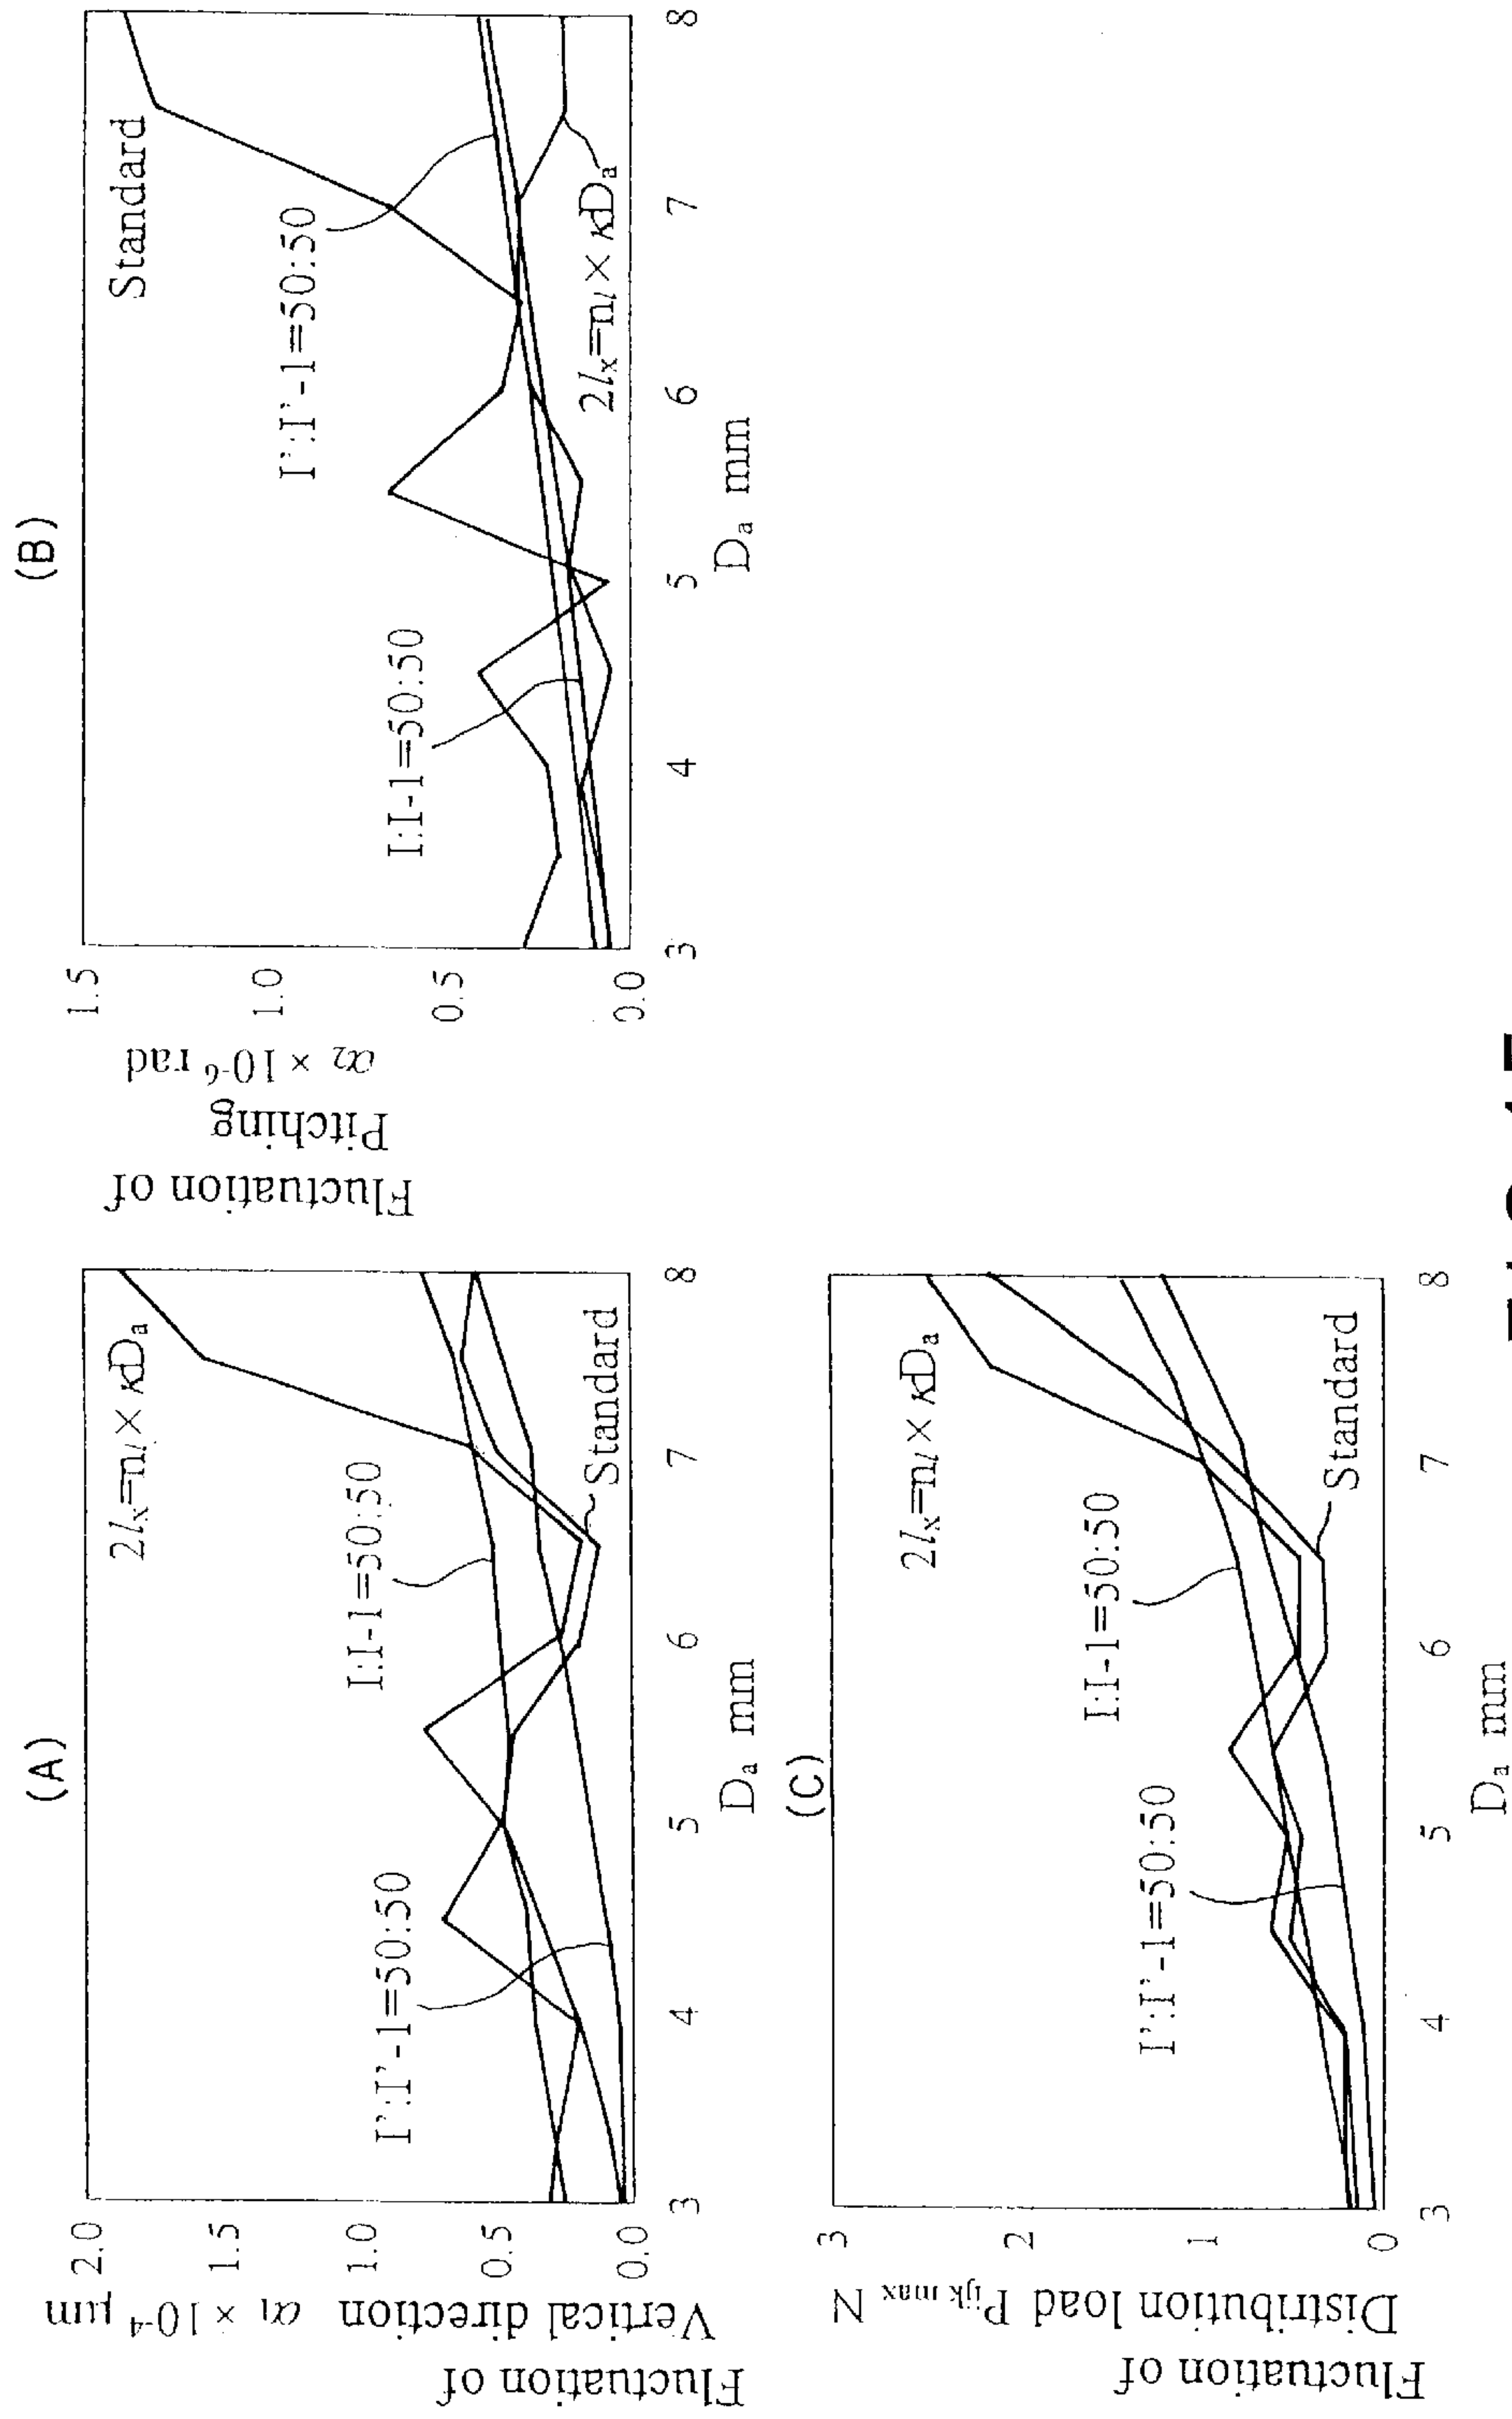 (A)
Fluctuation of
Vertical direction α₁ × 10⁻⁴ µm
2.0
1.5
1.0
0.5
0.0
2lₓ=nₗ×κDₐ
I:I-1=50:50
I':I'-1=50:50
Standard
3 4 5 6 7 8
Dₐ mm
(B)
Fluctuation of
Pitching
α₂ × 10⁻⁶ rad
1.5
1.0
0.5
0.0
Standard
I':I'-1=50:50
I:I-1=50:50
2lₓ=nₗ×κDₐ
3 4 5 6 7 8
Dₐ mm
(C)
Fluctuation of
Distribution load Pᵢⱼₖ ₘₐₓ N
3
2
1
0
2lₓ=nₗ×κDₐ
I:I-1=50:50
I':I'-1=50:50
Standard
3 4 5 6 7 8
Dₐ mm